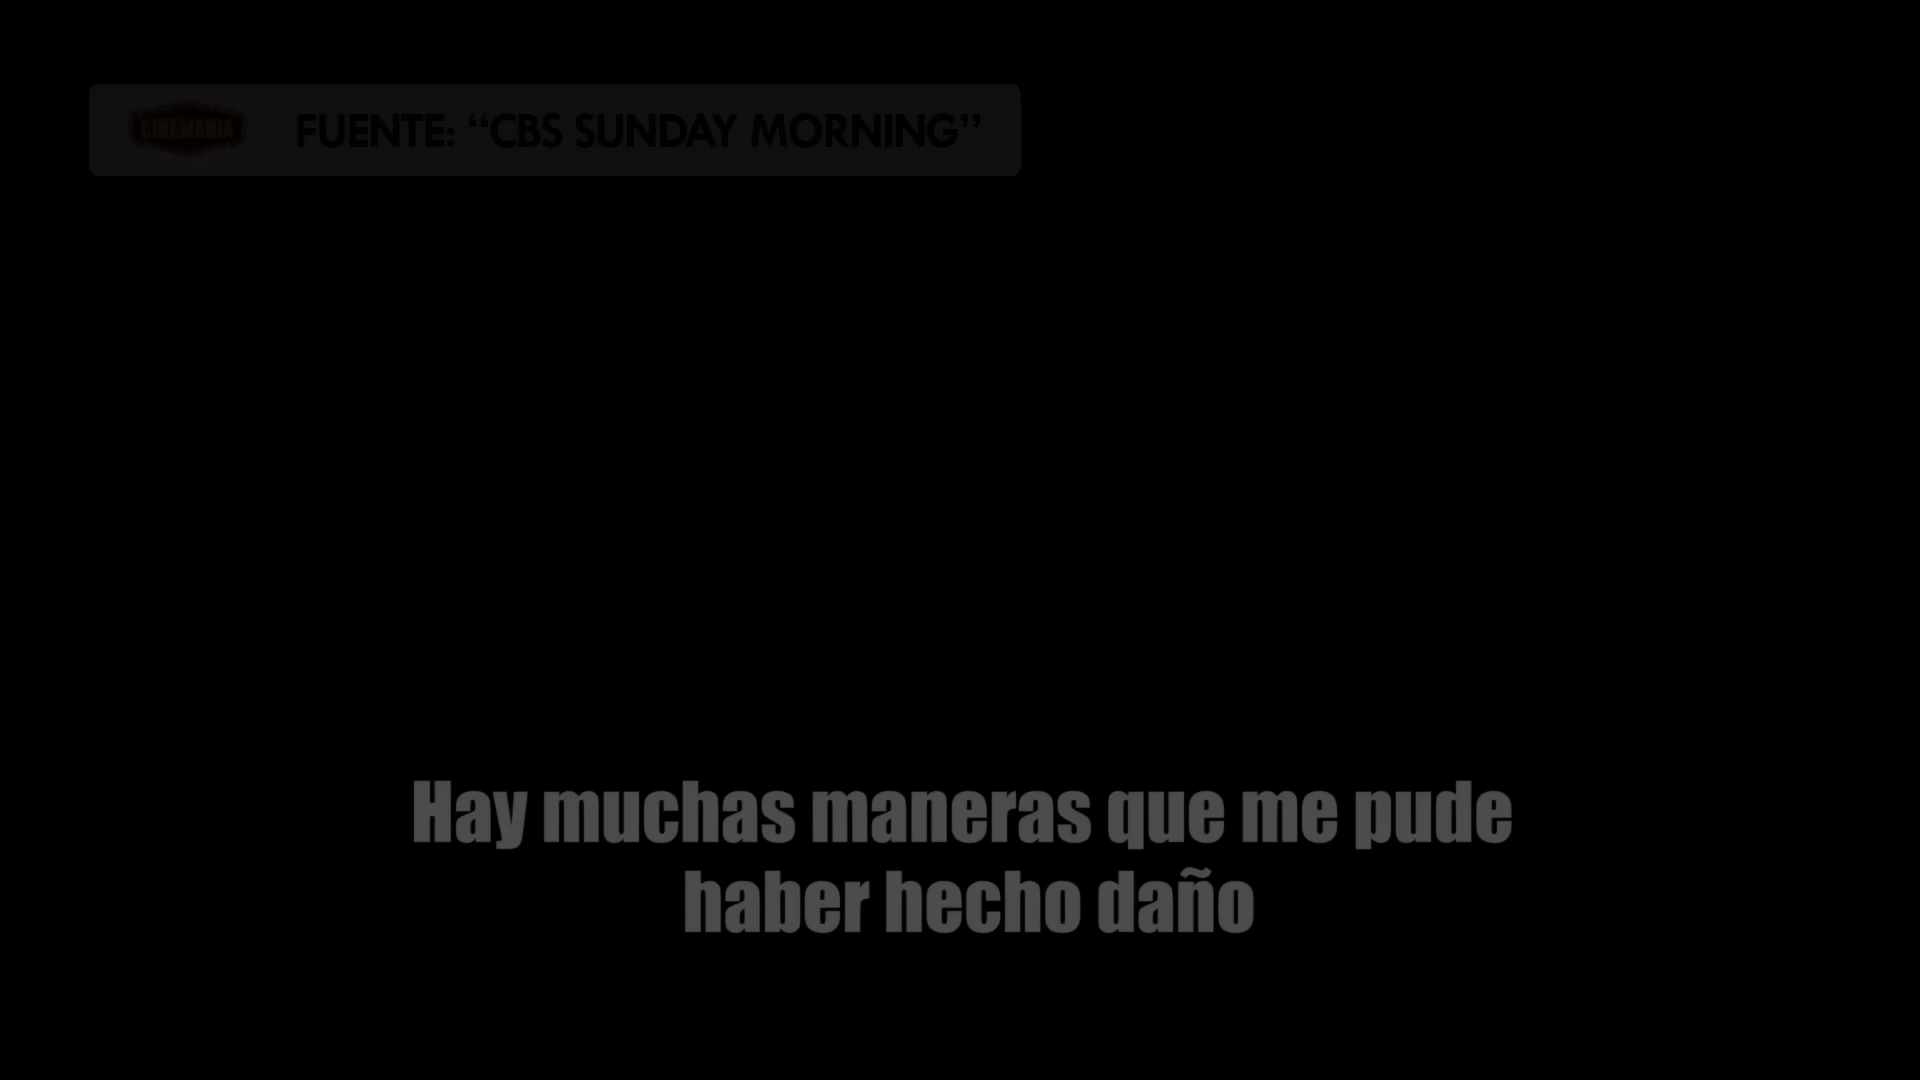 CINEMANIA
FUENTE: “CBS SUNDAY MORNING”
Hay muchas maneras que me pude
haber hecho daño